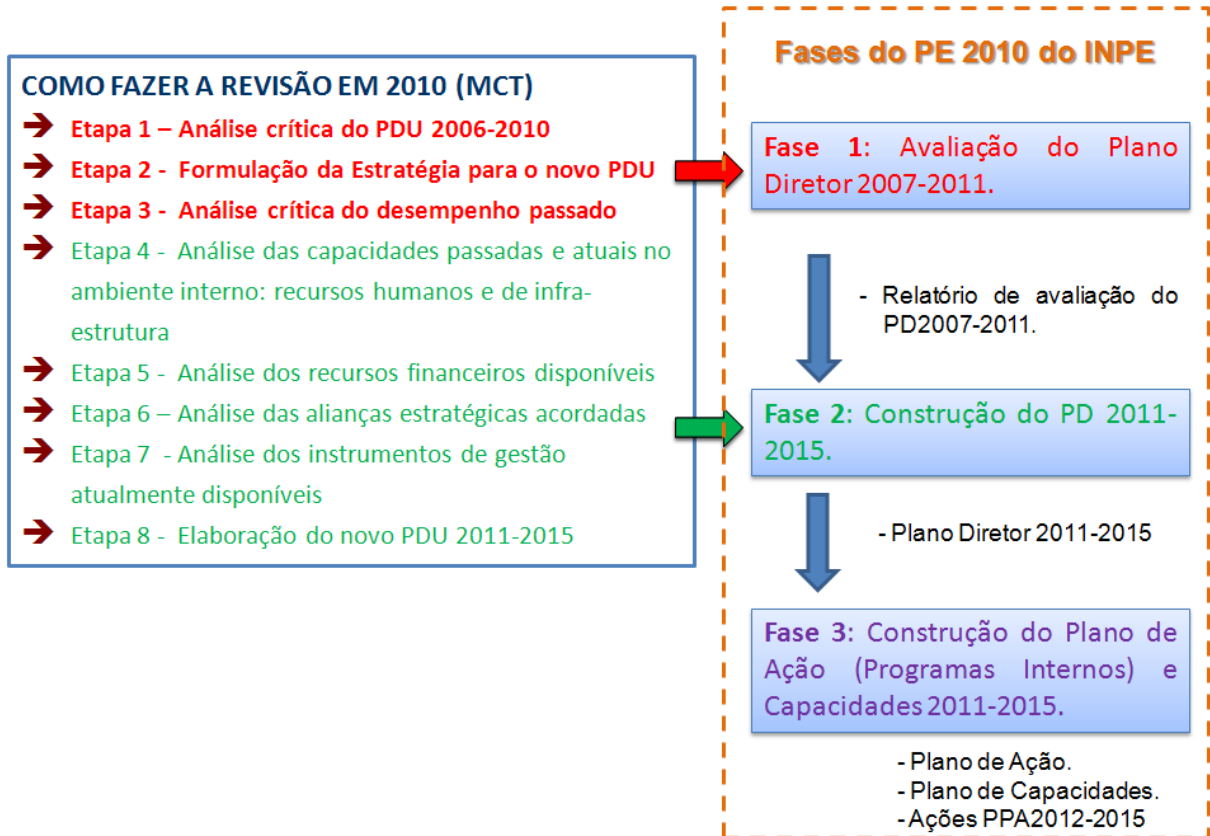 COMO FAZER A REVISÃO EM 2010 (MCT)
Etapa 1 – Análise crítica do PDU 2006-2010
Etapa 2 - Formulação da Estratégia para o novo PDU
Etapa 3 - Análise crítica do desempenho passado
Etapa 4 - Análise das capacidades passadas e atuais no
ambiente interno: recursos humanos e de infra-
estrutura
Etapa 5 - Análise dos recursos financeiros disponíveis
Etapa 6 – Análise das alianças estratégicas acordadas
Etapa 7 - Análise dos instrumentos de gestão
atualmente disponíveis
Etapa 8 - Elaboração do novo PDU 2011-2015
Fases do PE 2010 do INPE
Fase 1: Avaliação do Plano
Diretor 2007-2011.
- Relatório de avaliação do
PD2007-2011.
Fase 2: Construção do PD 2011-
2015.
- Plano Diretor 2011-2015
Fase 3: Construção do Plano de
Ação (Programas Internos) e
Capacidades 2011-2015.
- Plano de Ação.
- Plano de Capacidades.
- Ações PPA2012-2015